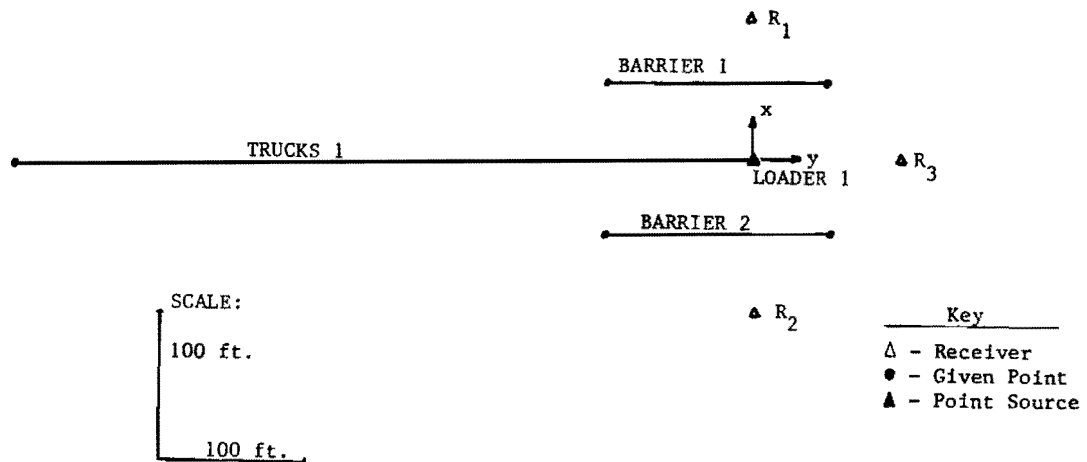 R1
BARRIER 1
x
TRUCKS 1
y
R3
LOADER 1
BARRIER 2
SCALE:
R2
100 ft.
Key
Δ - Receiver
● - Given Point
▲ - Point Source
100 ft.